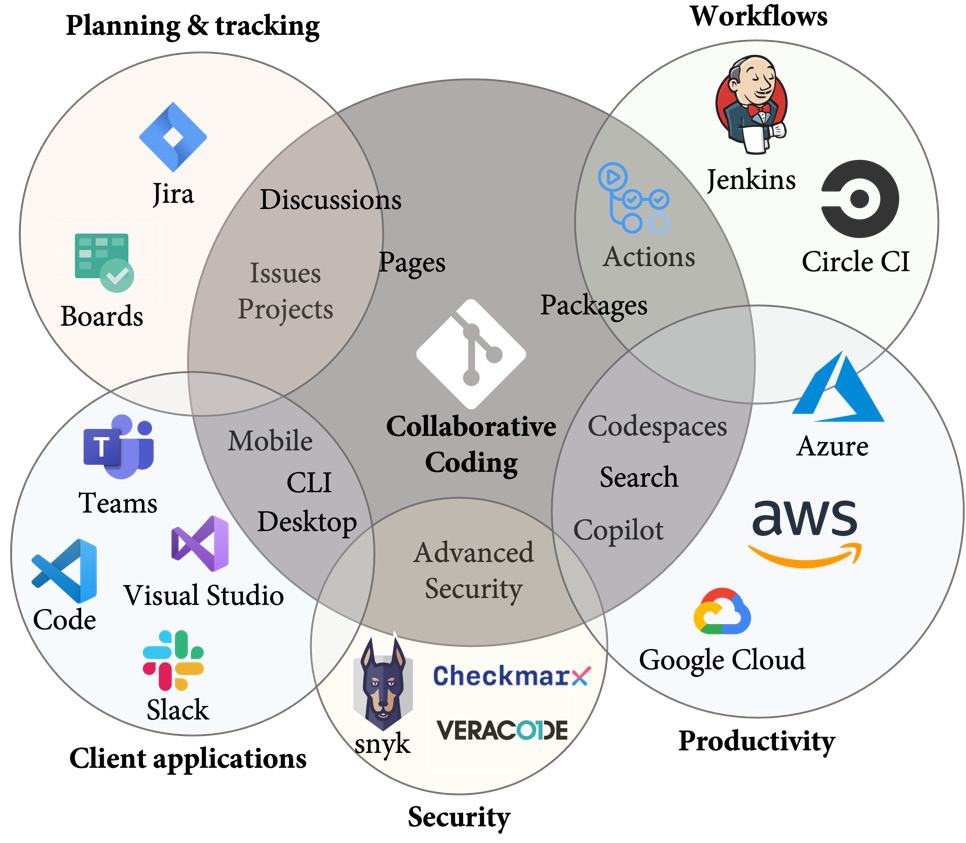 Planning & tracking
Workflows
Jira
Boards
Discussions
Issues
Projects
Pages
Jenkins
Circle CI
Actions
Packages
Collaborative
Coding
Teams
T
Code
Visual Studio
Slack
Mobile
CLI
Desktop
Codespaces
Search
Copilot
Azure
aws
Google Cloud
Advanced
Security
snyk
Checkmarx
VERACODE
Client applications
Productivity
Security